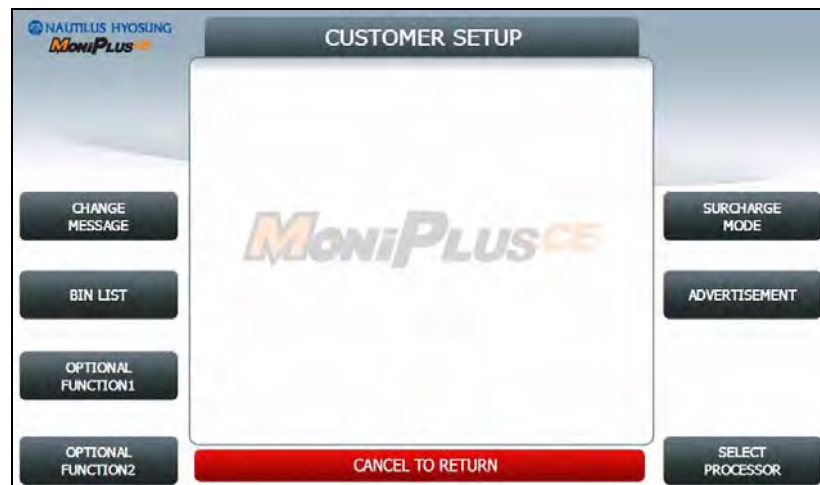 NAUTILUS HYOSUNG
MONIPLUS CE
CUSTOMER SETUP
MONIPLUS CE
CHANGE
MESSAGE
BIN LIST
OPTIONAL
FUNCTION1
OPTIONAL
FUNCTION2
SURCHARGE
MODE
ADVERTISEMENT
SELECT
PROCESSOR
CANCEL TO RETURN